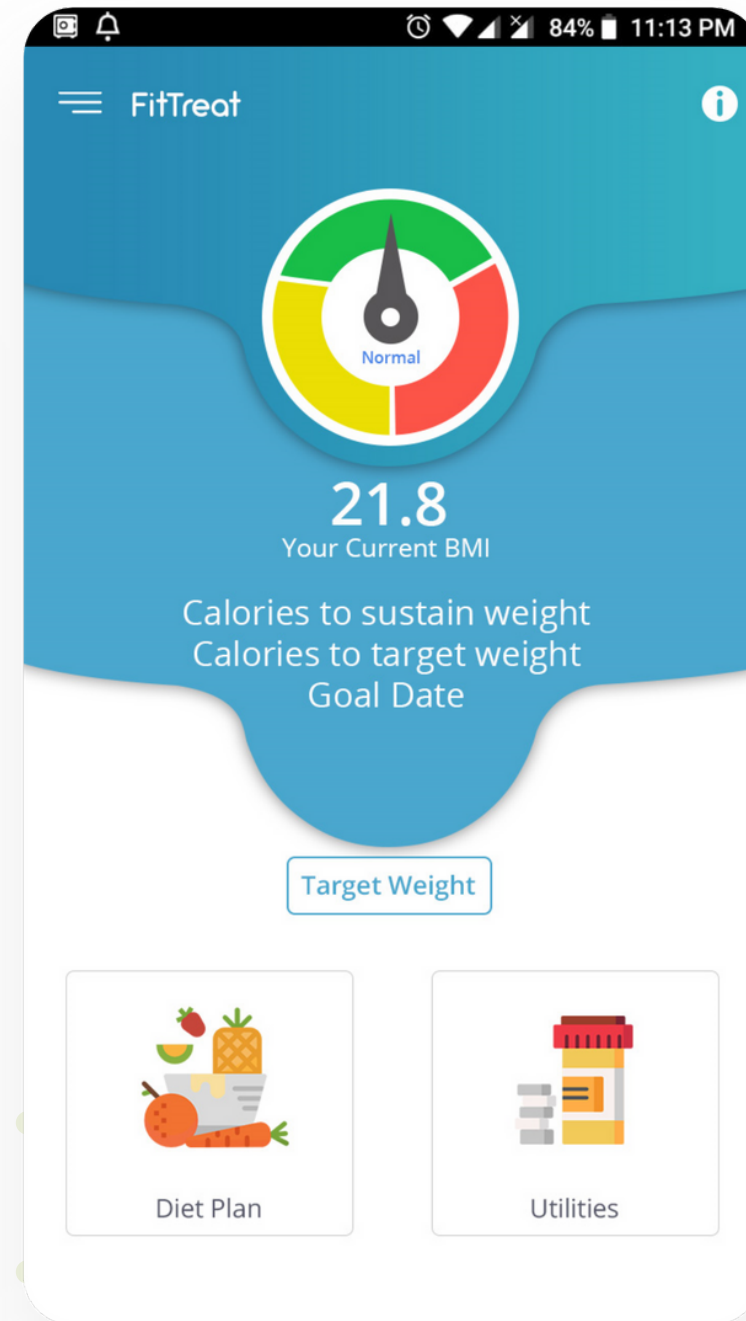 84% 11:13 PM
FitTreat
Normal
21.8
Your Current BMI
Calories to sustain weight
Calories to target weight
Goal Date
Target Weight
Diet Plan
Utilities